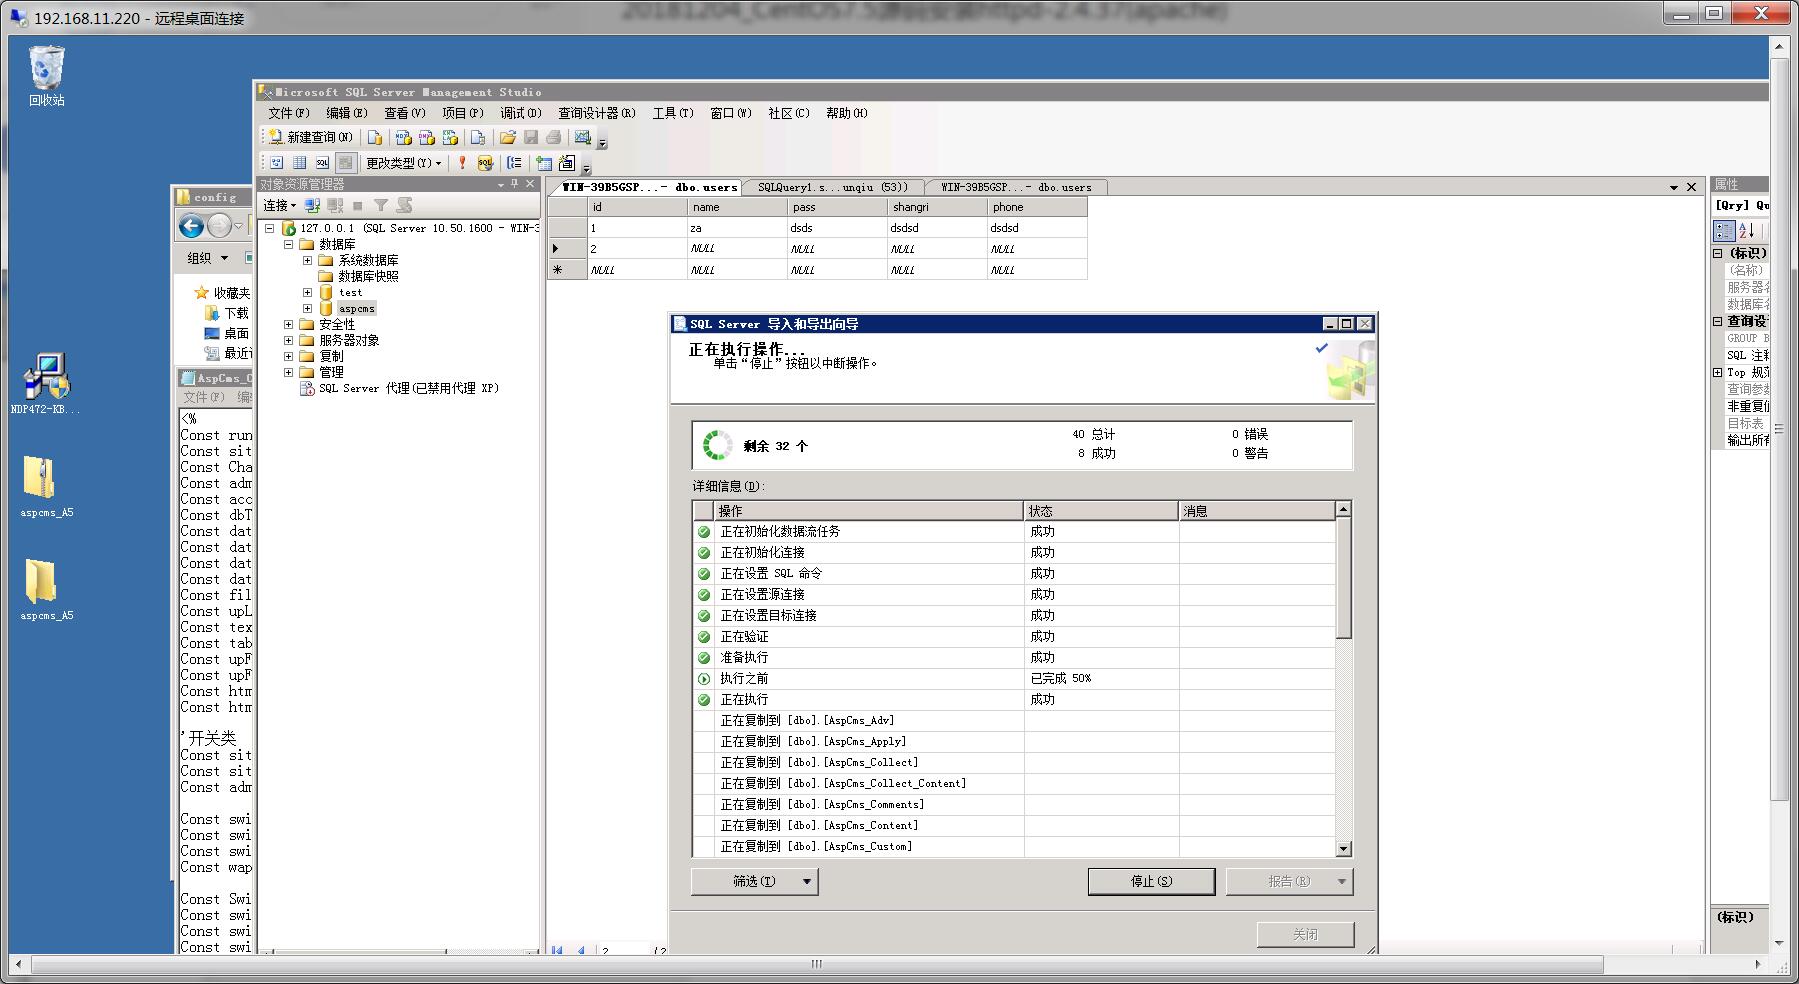 20181204_CentOS7.5源码安装httpd-2.4.37(apache)
192.168.11.220 - 远程桌面连接
回收站
NDP472-KB...
aspcms_A5
aspcms_A5
config
组织
收藏夹
下载
桌面
AspCms_C
文件(F)
<%
Const run
Const sit
Const Cha
Const adm
Const acc
Const dbT
Const dat
Const dat
Const dat
Const dat
Const fil
Const upL
Const tex
Const tab
Const upF
Const upF
Const htm
Const htm
'开关类
Const sit
Const sit
Const adm
Const swi
Const swi
Const swi
Const wap
Const Swi
Const swi
Const swi
Const swi
Microsoft SQL Server Management Studio
文件(F) 编辑(E) 查看(V) 项目(P) 调试(D) 查询设计器(R) 工具(T) 窗口(W) 社区(C) 帮助(H)
新建查询(N)
更改类型(Y)
对象资源管理器
连接
127.0.0.1 (SQL Server 10.50.1600 - WIN-3
数据库
系统数据库
数据库快照
test
aspcms
安全性
服务器对象
复制
管理
SQL Server 代理(已禁用代理 XP)
WIN-39B5GSP...- dbo.users SQLQuery1.s...unqiu (53)) WIN-39B5GSP...- dbo.users
id name pass shangri phone
1 za dsds dsdsd dsdsd
2 NULL NULL NULL NULL
NULL NULL NULL NULL NULL
2 /2
SQL Server 导入和导出向导
正在执行操作...
单击“停止”按钮以中断操作。
剩余 32 个
40 总计 0 错误
8 成功 0 警告
详细信息(D):
操作 状态 消息
正在初始化数据流任务 成功
正在初始化连接 成功
正在设置 SQL 命令 成功
正在设置源连接 成功
正在设置目标连接 成功
正在验证 成功
准备执行 成功
执行之前 已完成 50%
正在执行 成功
正在复制到 [dbo].[AspCms_Adv]
正在复制到 [dbo].[AspCms_Apply]
正在复制到 [dbo].[AspCms_Collect]
正在复制到 [dbo].[AspCms_Collect_Content]
正在复制到 [dbo].[AspCms_Comments]
正在复制到 [dbo].[AspCms_Content]
正在复制到 [dbo].[AspCms_Custom]
筛选(T) 停止(S) 报告(R)
关闭
属性
[Qry] Qu
(标识)
(名称)
服务器名
数据库名
查询设
GROUP B
SQL 注释
Top 规范
查询参数
非重复值
目标表
输出所有
(标识)